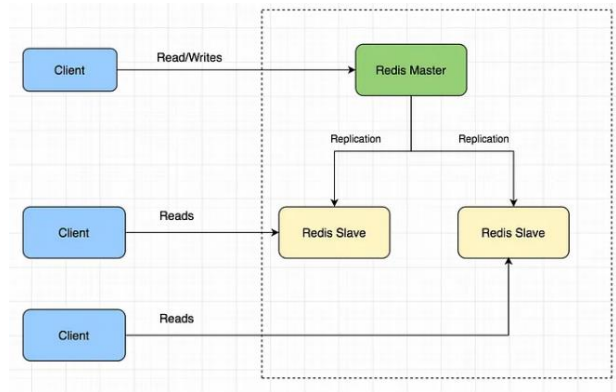 Read/Writes
Client
Redis Master
Replication
Replication
Reads
Client
Redis Slave
Redis Slave
Reads
Client